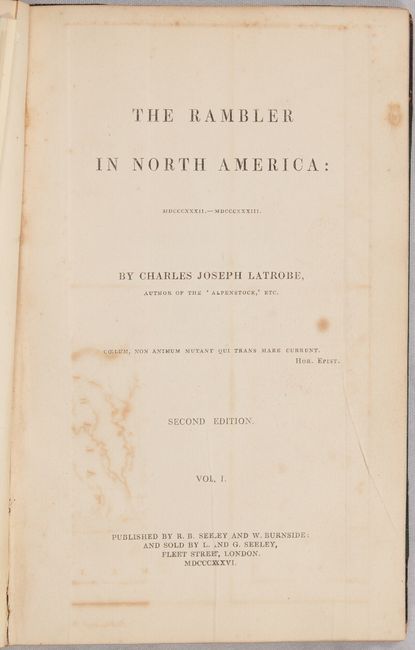 THE RAMBLER
IN NORTH AMERICA:
MDCCCXXXII.—MDCCCXXXIII.
BY CHARLES JOSEPH LATROBE,
AUTHOR OF THE 'ALPENSTOCK,' ETC.
CŒLUM, NON ANIMUM MUTANT QUI TRANS MARE CURRUNT.
HOR. EPIST.
SECOND EDITION.
VOL. I.
PUBLISHED BY R. B. SEELEY AND W. BURNSIDE:
AND SOLD BY L. AND G. SEELEY,
FLEET STREET, LONDON.
MDCCCXXXVI.